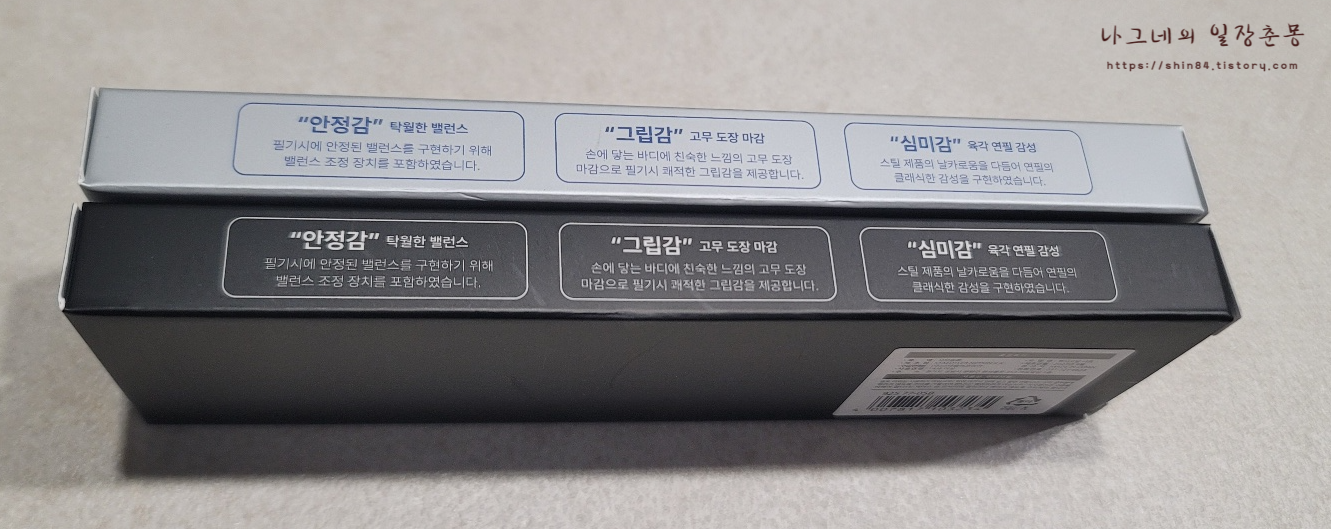 나그네의 일장춘몽
https://shin84.tistory.com
“안정감” 탁월한 밸런스
필기시에 안정된 밸런스를 구현하기 위해
밸런스 조정 장치를 포함하였습니다.
“그립감” 고무 도장 마감
손에 닿는 바디에 친숙한 느낌의 고무 도장
마감으로 필기시 쾌적한 그립감을 제공합니다.
“심미감” 육각 연필 감성
스틸 제품의 날카로움을 다듬어 연필의
클래식한 감성을 구현하였습니다.
“안정감” 탁월한 밸런스
필기시에 안정된 밸런스를 구현하기 위해
밸런스 조정 장치를 포함하였습니다.
“그립감” 고무 도장 마감
손에 닿는 바디에 친숙한 느낌의 고무 도장
마감으로 필기시 쾌적한 그립감을 제공합니다.
“심미감” 육각 연필 감성
스틸 제품의 날카로움을 다듬어 연필의
클래식한 감성을 구현하였습니다.